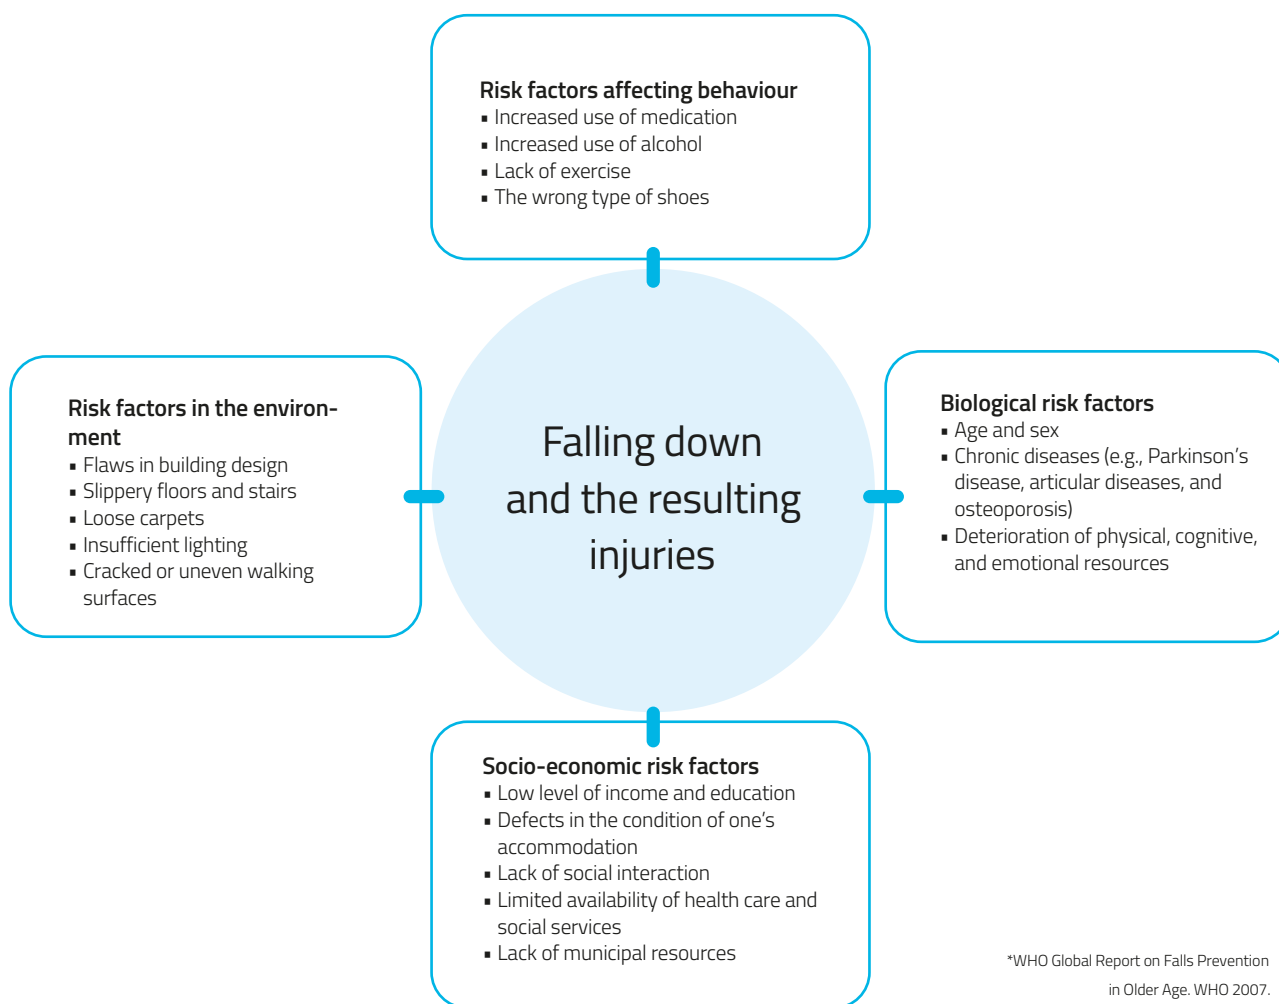 Risk factors affecting behaviour
▪ Increased use of medication
▪ Increased use of alcohol
▪ Lack of exercise
▪ The wrong type of shoes
Risk factors in the environ-
ment
▪ Flaws in building design
▪ Slippery floors and stairs
▪ Loose carpets
▪ Insufficient lighting
▪ Cracked or uneven walking
surfaces
Falling down
and the resulting
injuries
Biological risk factors
▪ Age and sex
▪ Chronic diseases (e.g., Parkinson’s
disease, articular diseases, and
osteoporosis)
▪ Deterioration of physical, cognitive,
and emotional resources
Socio-economic risk factors
▪ Low level of income and education
▪ Defects in the condition of one’s
accommodation
▪ Lack of social interaction
▪ Limited availability of health care and
social services
▪ Lack of municipal resources
*WHO Global Report on Falls Prevention
in Older Age. WHO 2007.